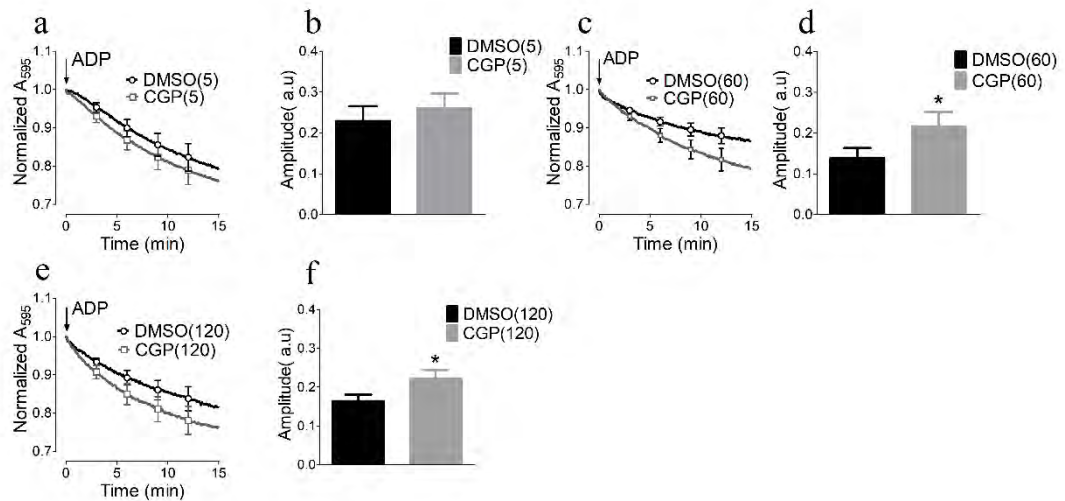 a
ADP
DMSO(5)
CGP(5)
Normalized A595
1.1
1.0
0.9
0.8
0.7
0
5
10
15
Time (min)
b
DMSO(5)
CGP(5)
Amplitude( a.u)
0.4
0.3
0.2
0.1
0.0
c
ADP
DMSO(60)
CGP(60)
Normalized A595
1.1
1.0
0.9
0.8
0.7
0
5
10
15
Time (min)
d
DMSO(60)
CGP(60)
*
Amplitude( a.u)
0.4
0.3
0.2
0.1
0.0
e
ADP
DMSO(120)
CGP(120)
Normalized A595
1.1
1.0
0.9
0.8
0.7
0
5
10
15
Time (min)
f
DMSO(120)
CGP(120)
*
Amplitude( a.u)
0.4
0.3
0.2
0.1
0.0